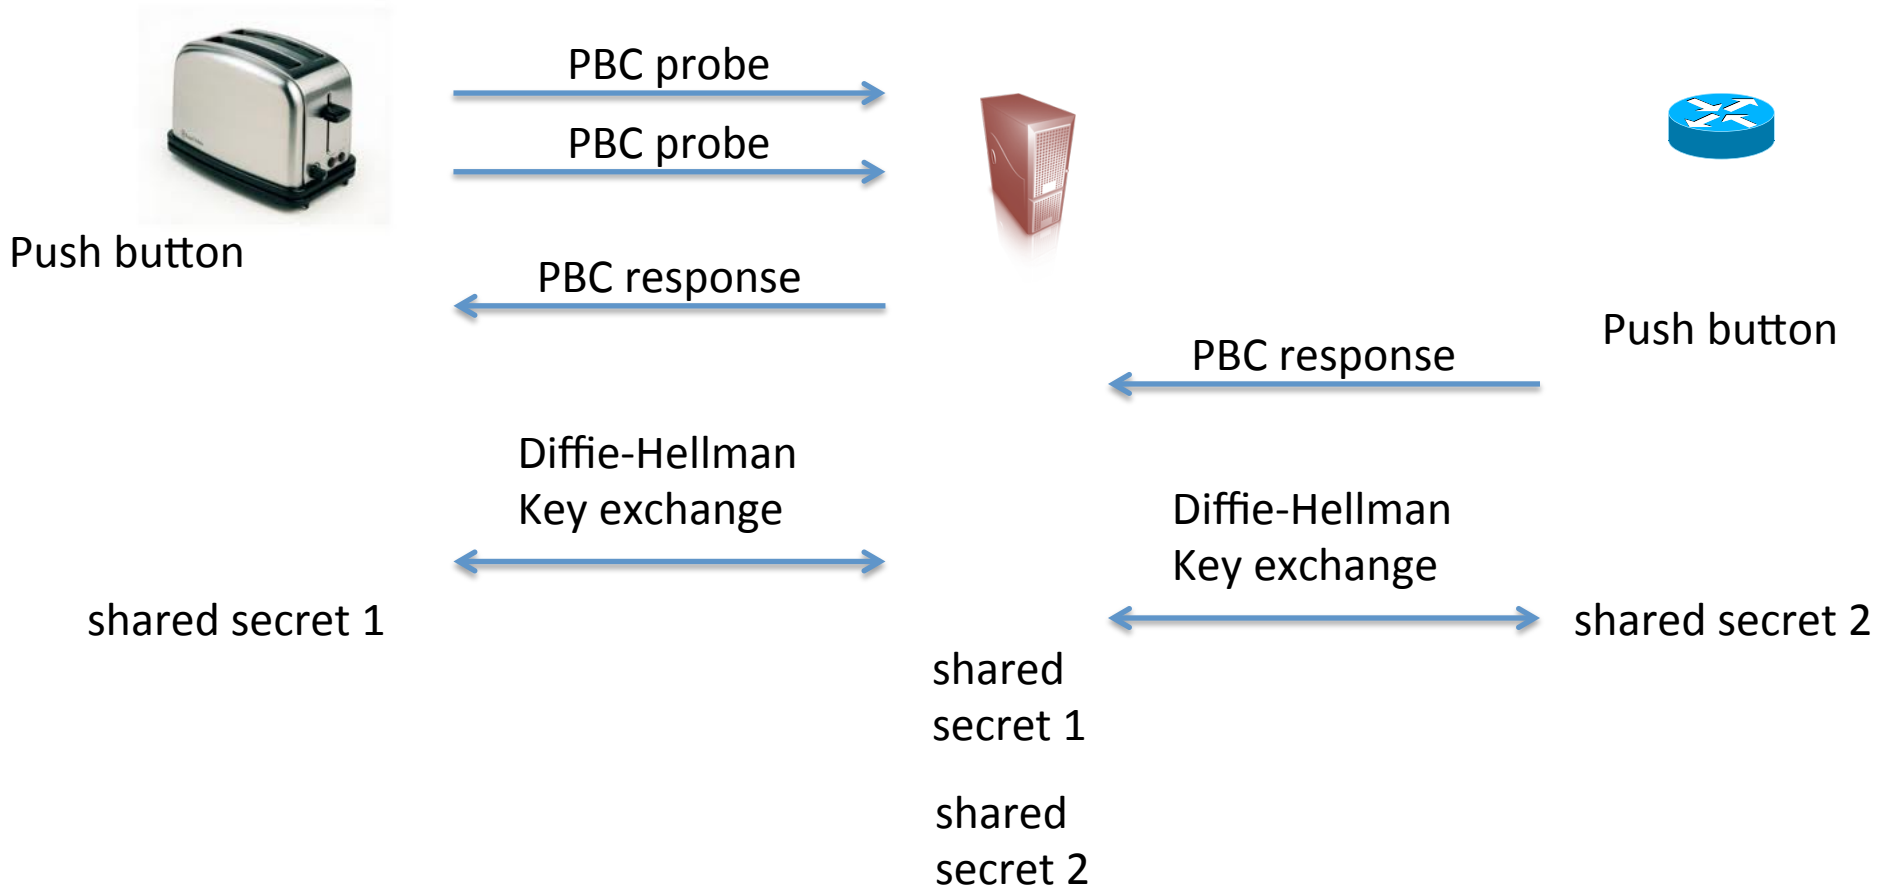 PBC probe
PBC probe
Push button
PBC response
Push button
PBC response
Diffie-Hellman
Key exchange
Diffie-Hellman
Key exchange
shared secret 1
shared secret 2
shared
secret 1
shared
secret 2